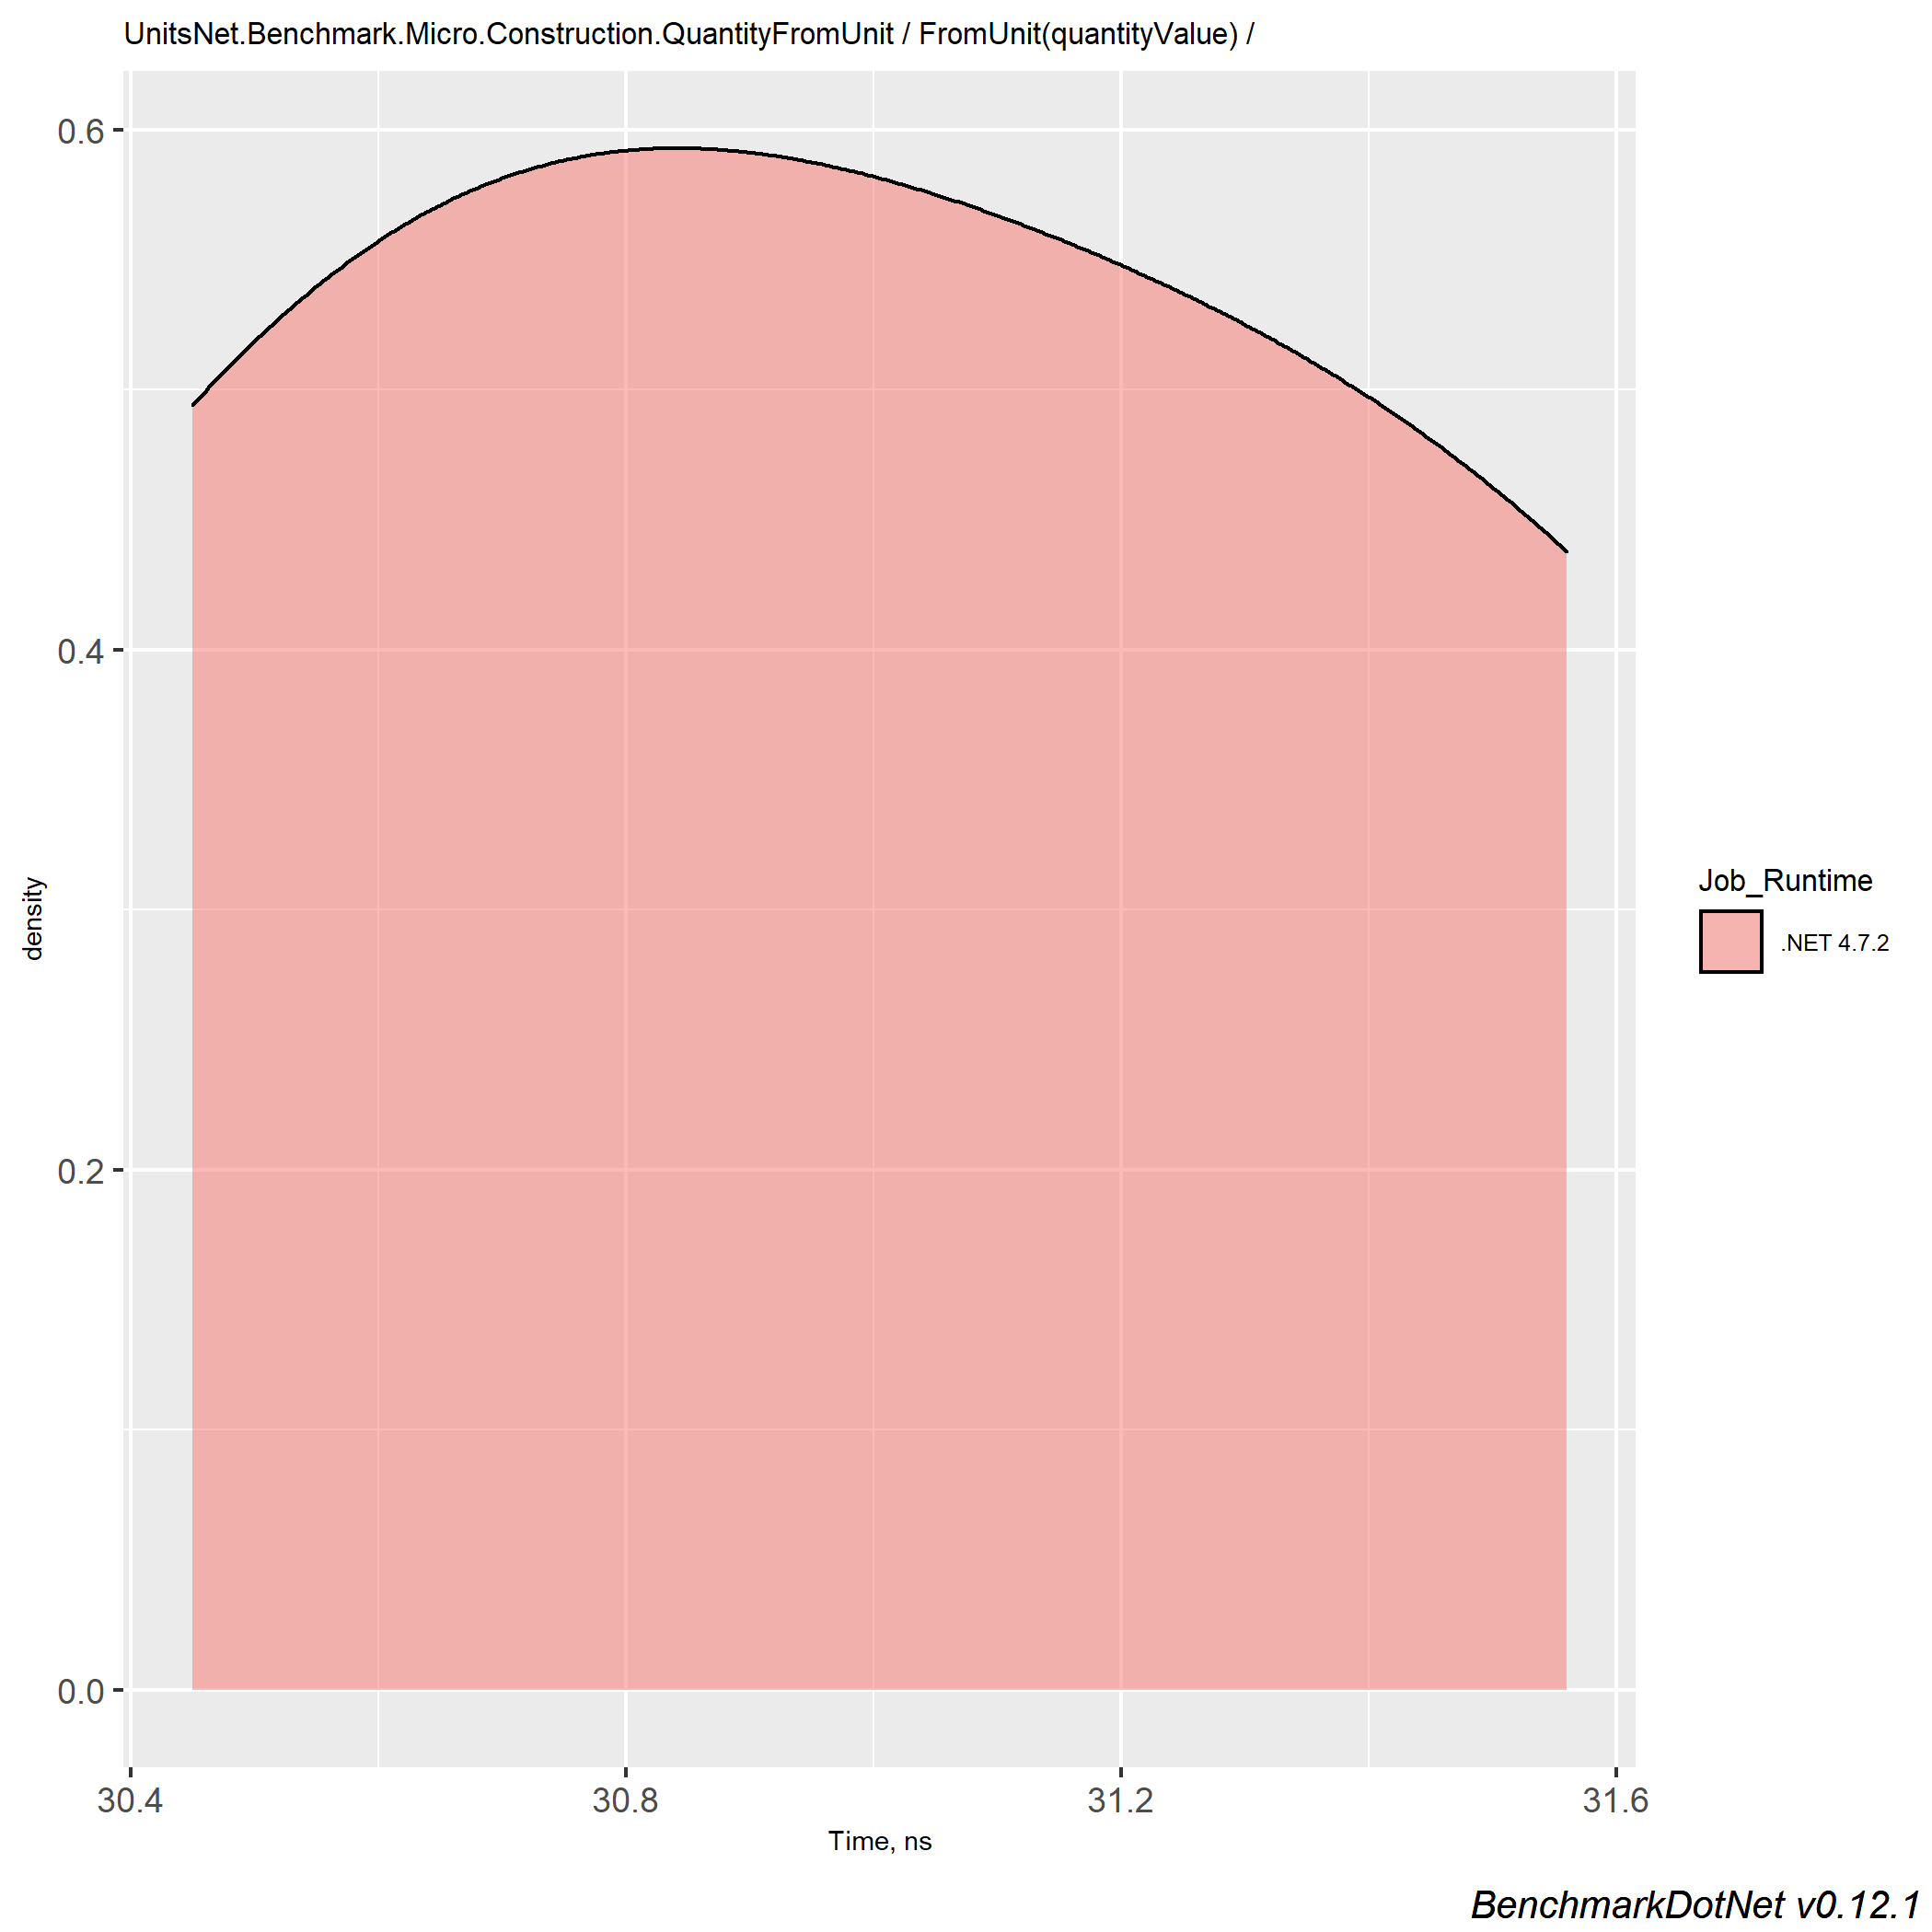 UnitsNet.Benchmark.Micro.Construction.QuantityFromUnit / FromUnit(quantityValue) /
0.6
0.4
0.2
0.0
density
30.4 30.8 31.2 31.6
Time, ns
Job_Runtime
.NET 4.7.2
BenchmarkDotNet v0.12.1